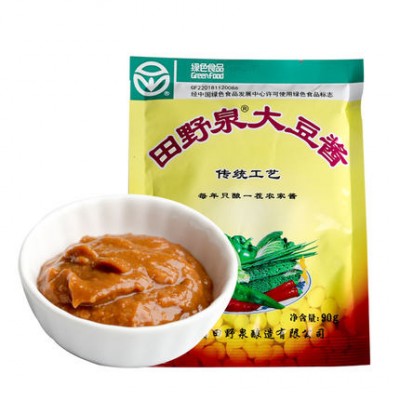 绿色食品
GreenFood
GF220181120086
经中国绿色食品发展中心许可使用绿色食品标志
田野泉®大豆酱
传统工艺
每年只酿一茬农家酱
净含量:90g
田野泉酿造有限公司